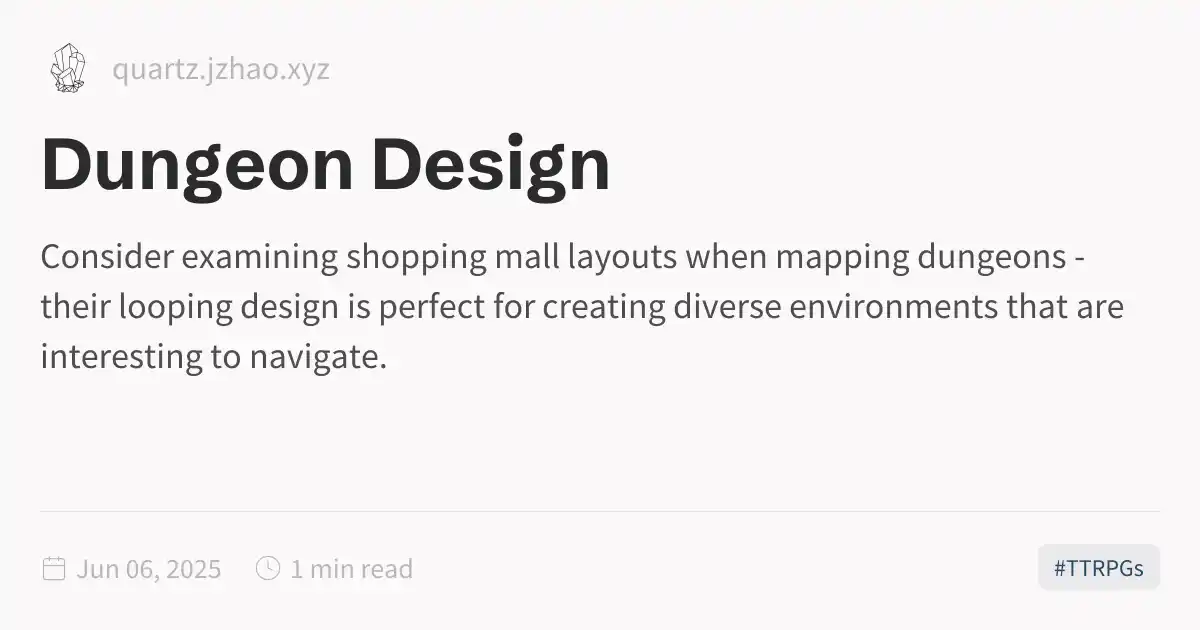 quartz.jzhao.xyz
Dungeon Design
Consider examining shopping mall layouts when mapping dungeons -
their looping design is perfect for creating diverse environments that are
interesting to navigate.
Jun 06, 2025
1 min read
#TTRPGs